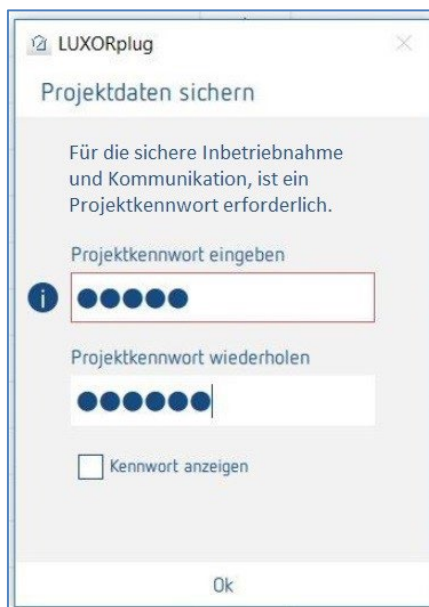 LUXORplug
Projektdaten sichern
Für die sichere Inbetriebnahme
und Kommunikation, ist ein
Projektkennwort erforderlich.
Projektkennwort eingeben
i ●●●●●
Projektkennwort wiederholen
●●●●●●
Kennwort anzeigen
Ok